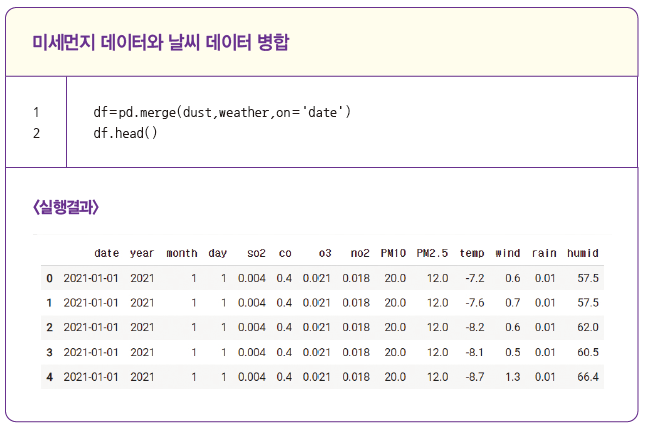 미세먼지 데이터와 날씨 데이터 병합
1 df=pd.merge(dust,weather,on='date')
2 df.head()
〈실행결과〉
date year month day so2 co o3 no2 PM10 PM2.5 temp wind rain humid
0 2021-01-01 2021 1 1 0.004 0.4 0.021 0.018 20.0 12.0 -7.2 0.6 0.01 57.5
1 2021-01-01 2021 1 1 0.004 0.4 0.021 0.018 20.0 12.0 -7.6 0.7 0.01 57.5
2 2021-01-01 2021 1 1 0.004 0.4 0.021 0.018 20.0 12.0 -8.2 0.6 0.01 62.0
3 2021-01-01 2021 1 1 0.004 0.4 0.021 0.018 20.0 12.0 -8.1 0.5 0.01 60.5
4 2021-01-01 2021 1 1 0.004 0.4 0.021 0.018 20.0 12.0 -8.7 1.3 0.01 66.4